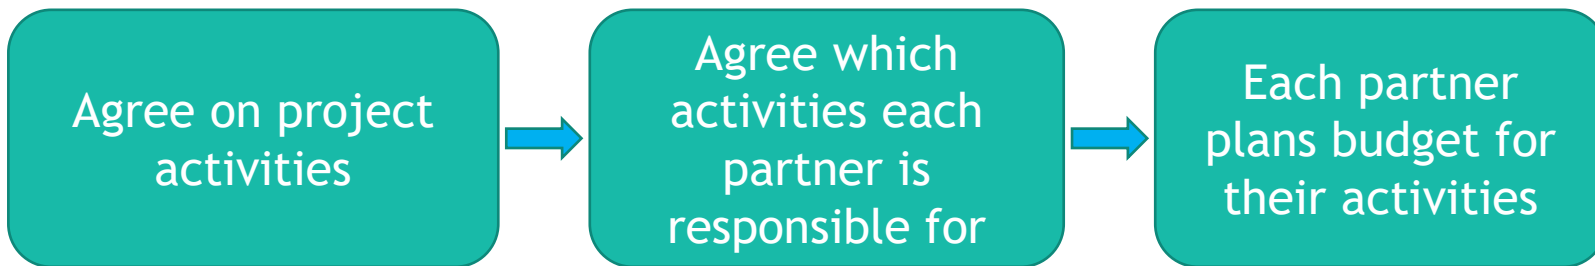 Agree on project
activities
Agree which
activities each
partner is
responsible for
Each partner
plans budget for
their activities